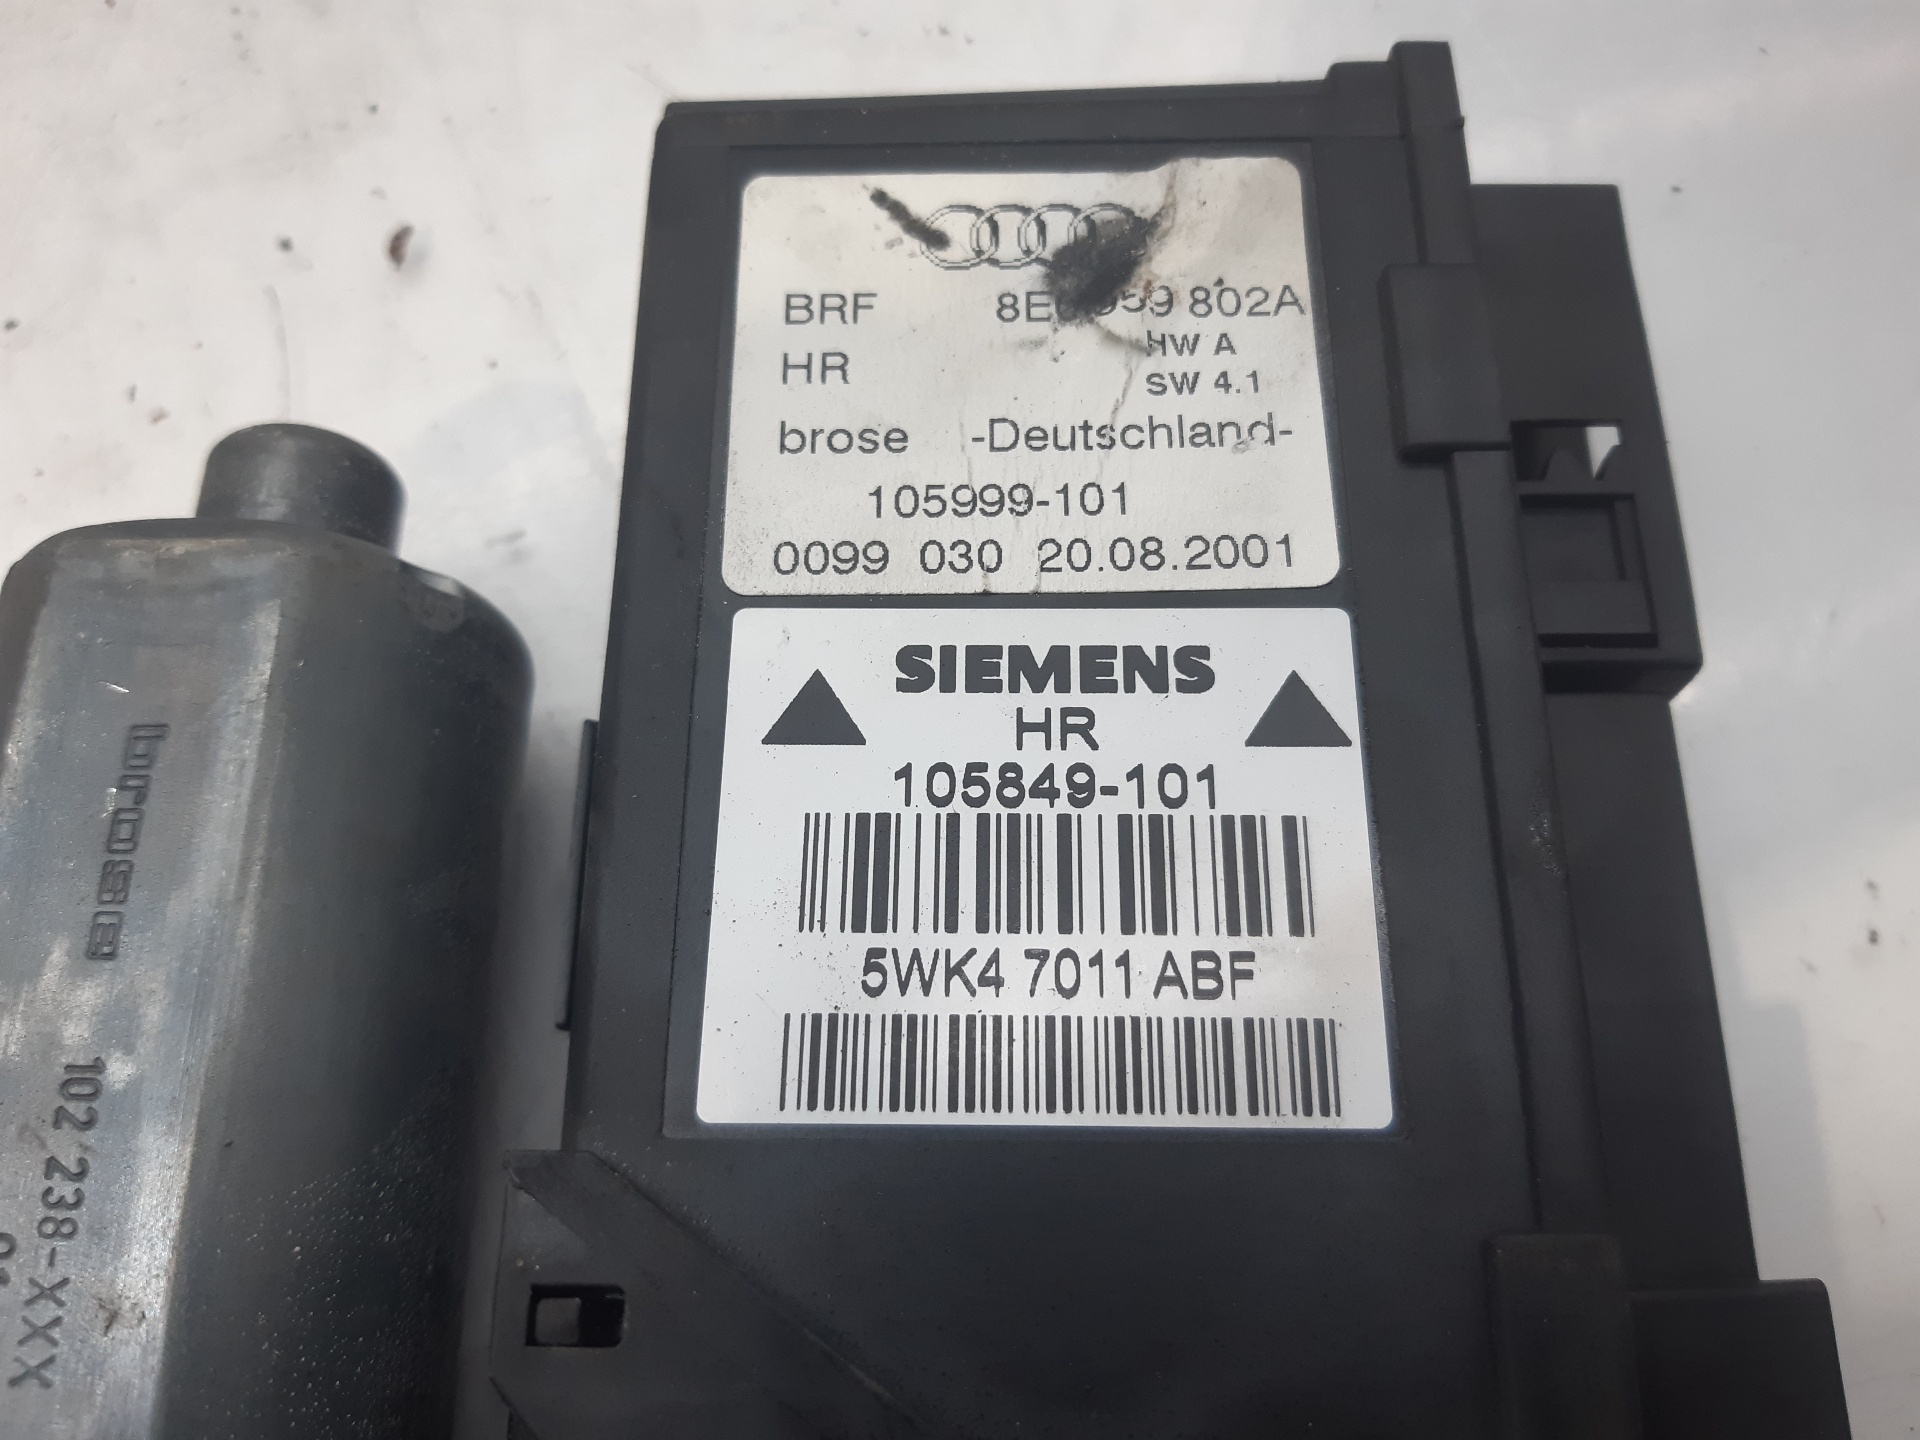 BRF 802A
HR HW A
SW 4.1
brose -Deutschland-
105999-101
0099 030 20.08.2001
SIEMENS
HR
105849-101
5WK4 7011 ABF
brose
102 238-XXX